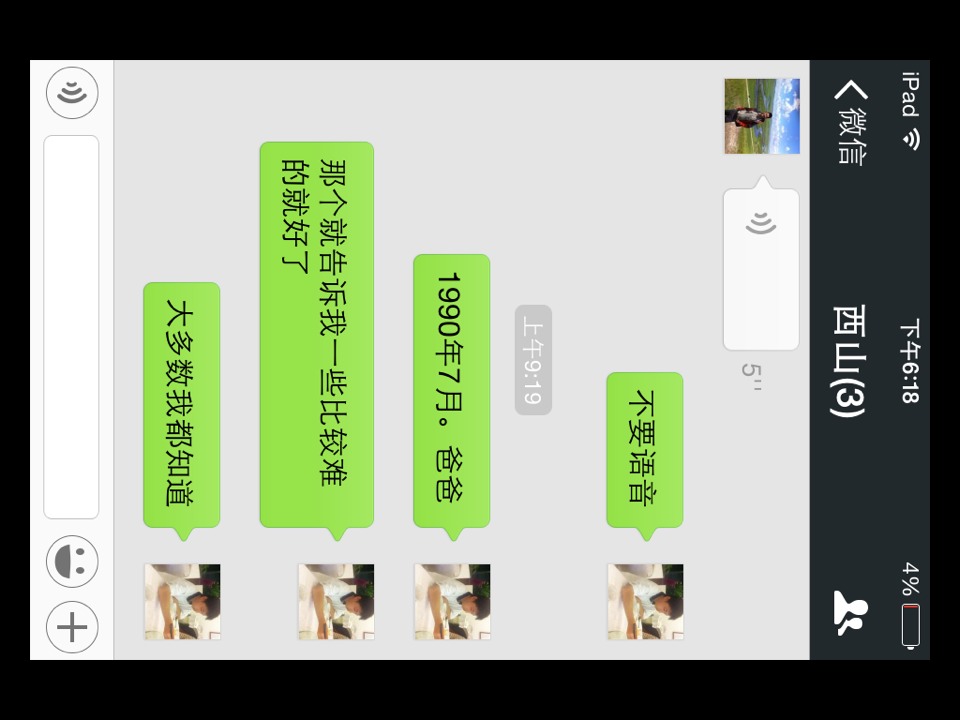 iPad
下午6:18
4%
微信
西山(3)
5''
不要语音
上午9:19
1990年7月。爸爸
那个就告诉我一些比较难
的就好了
大多数我都知道